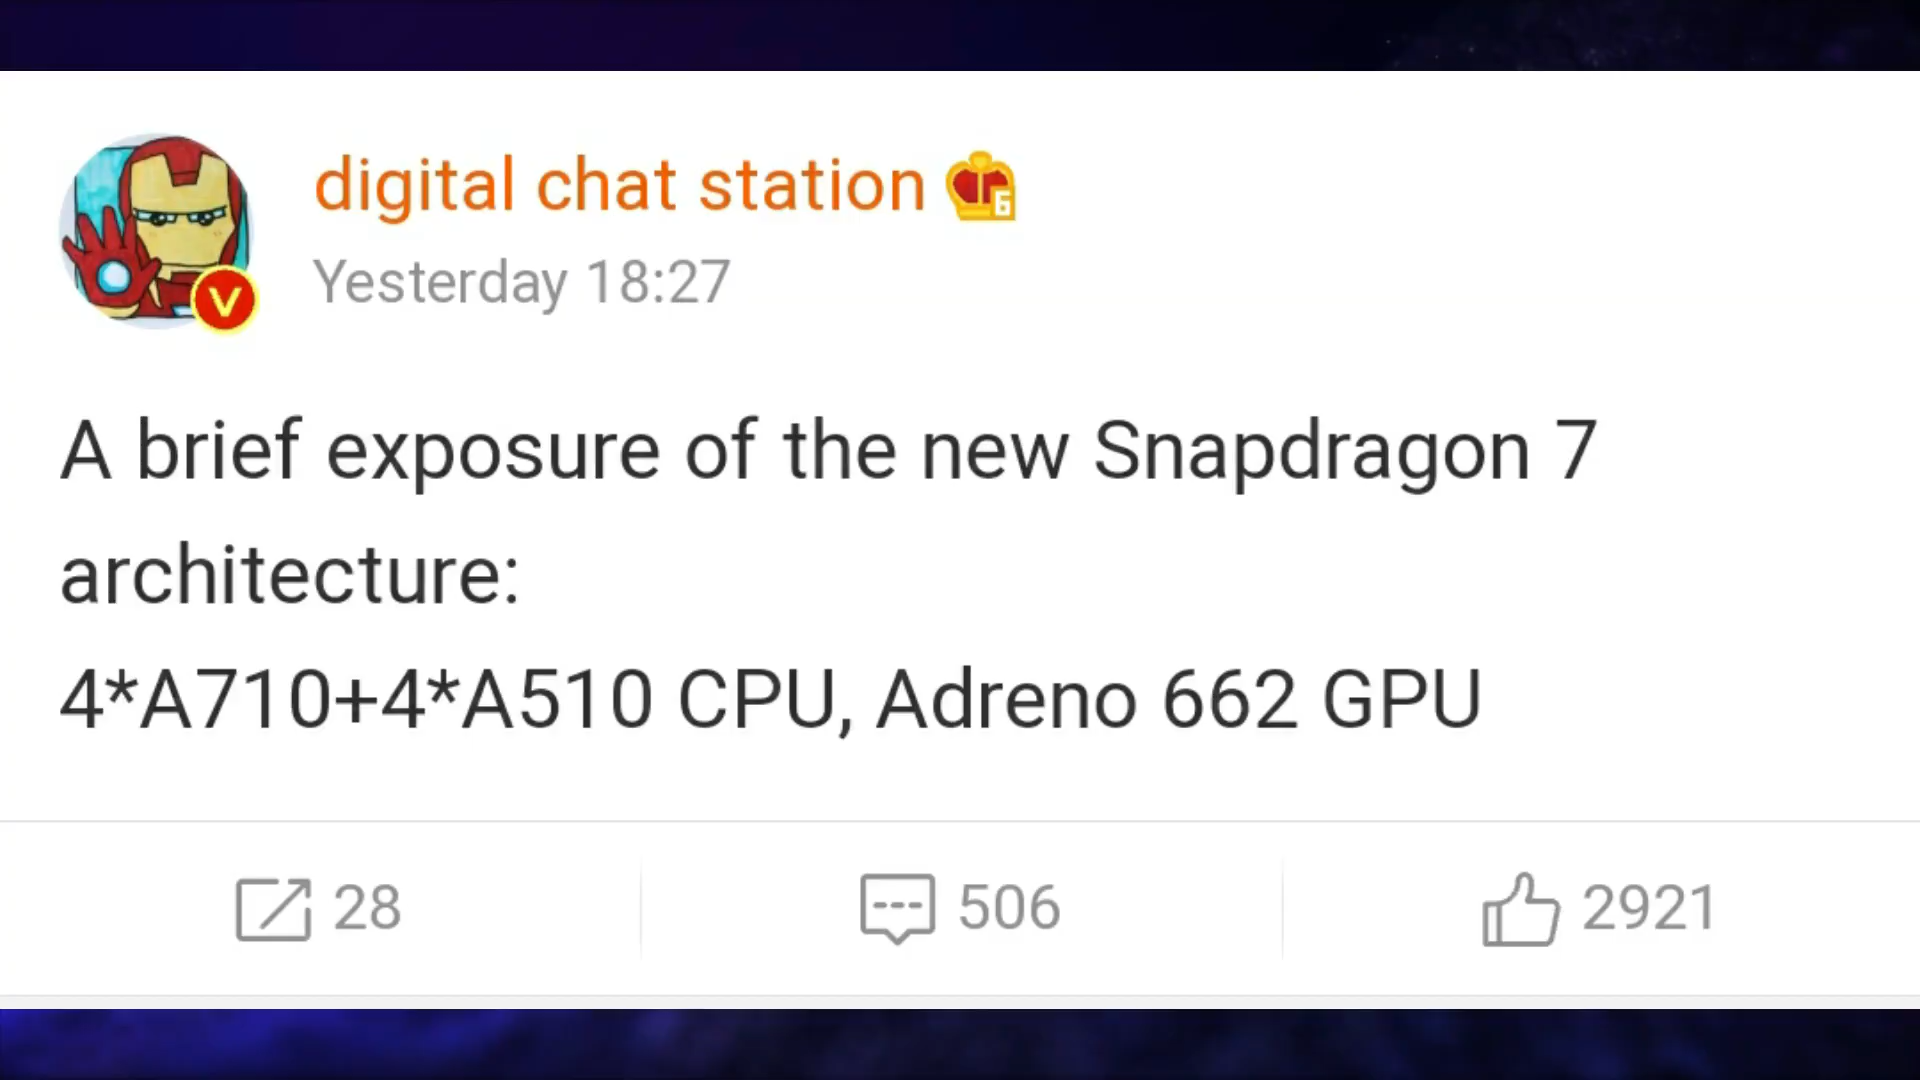 digital chat station
6
Yesterday 18:27
V
A brief exposure of the new Snapdragon 7
architecture:
4*A710+4*A510 CPU, Adreno 662 GPU
28
506
2921